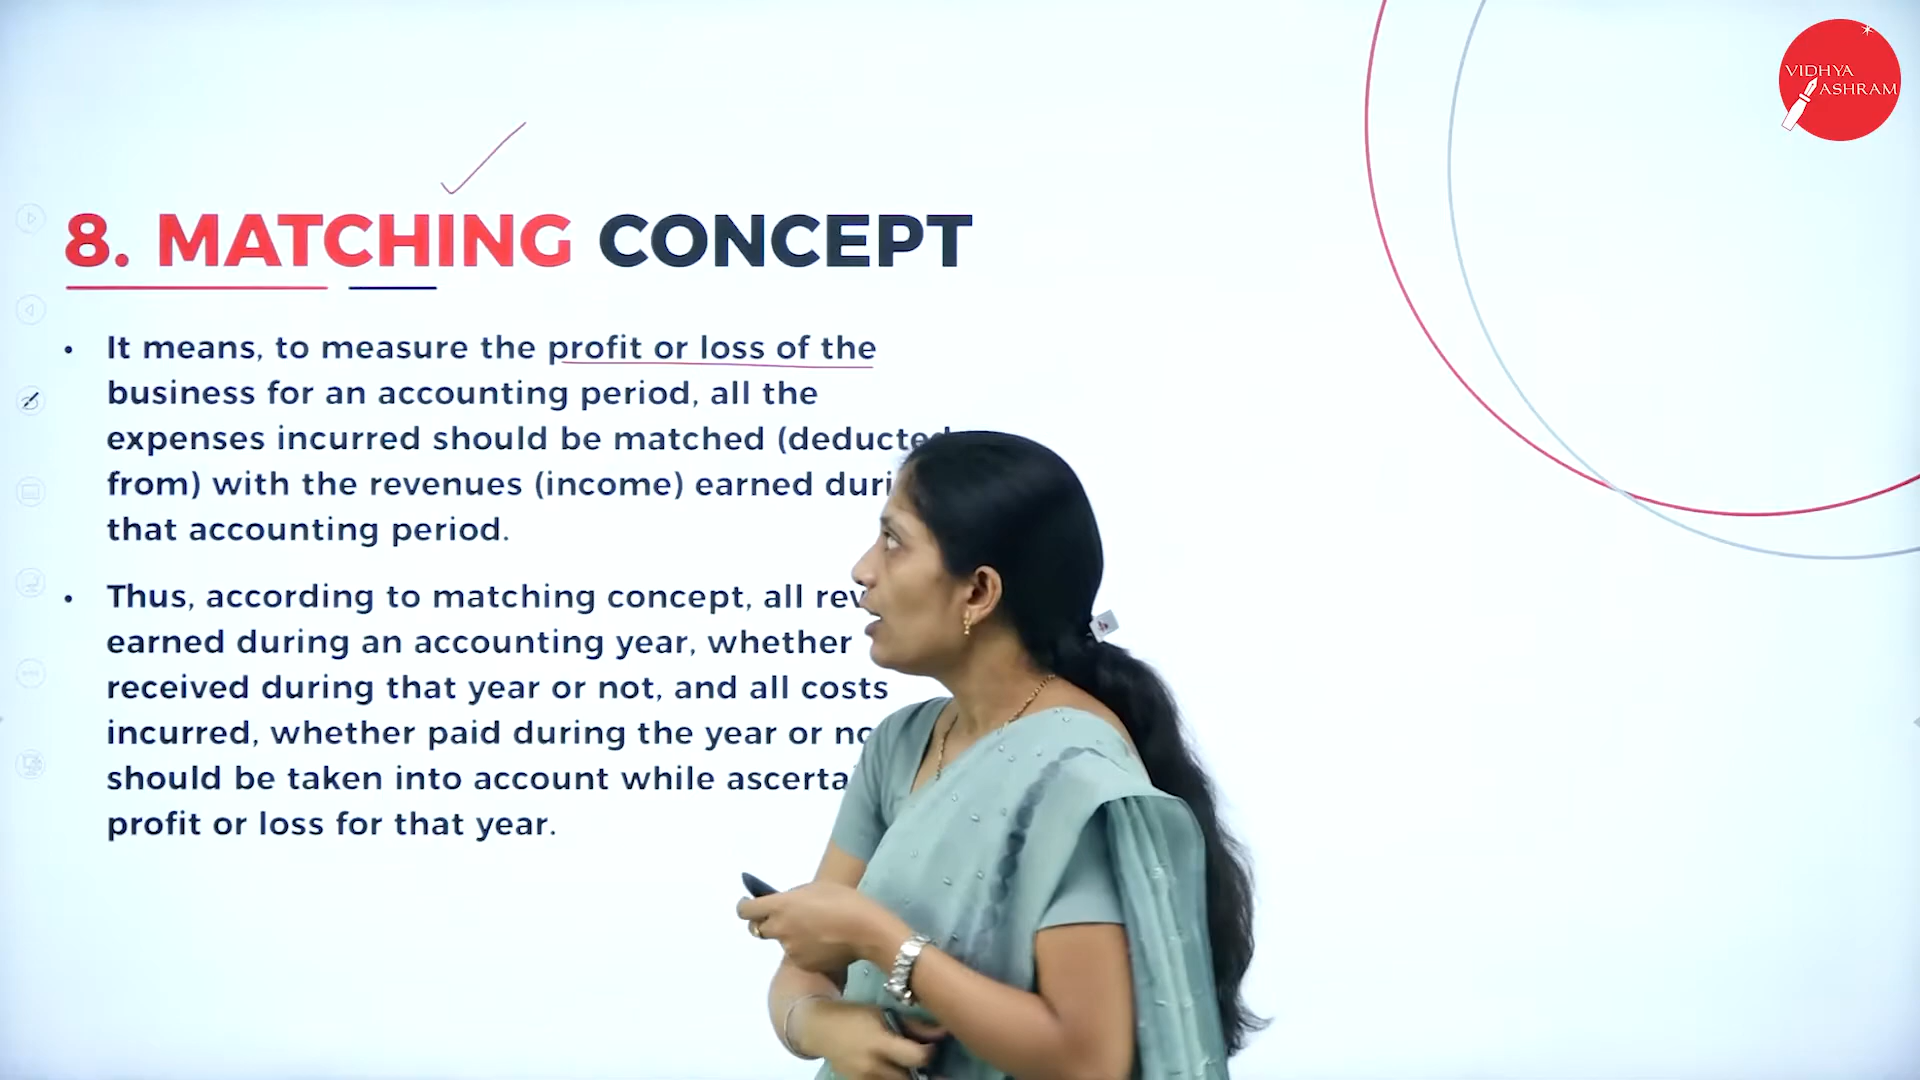 VIDHYA
ASHRAM
8. MATCHING CONCEPT
• It means, to measure the profit or loss of the
business for an accounting period, all the
expenses incurred should be matched (deducted
from) with the revenues (income) earned
that accounting period.
• Thus, according to matching concept, all
earned during an accounting year, whether
received during that year or not, and all costs
incurred, whether paid during the year or
should be taken into account while
profit or loss for that year.